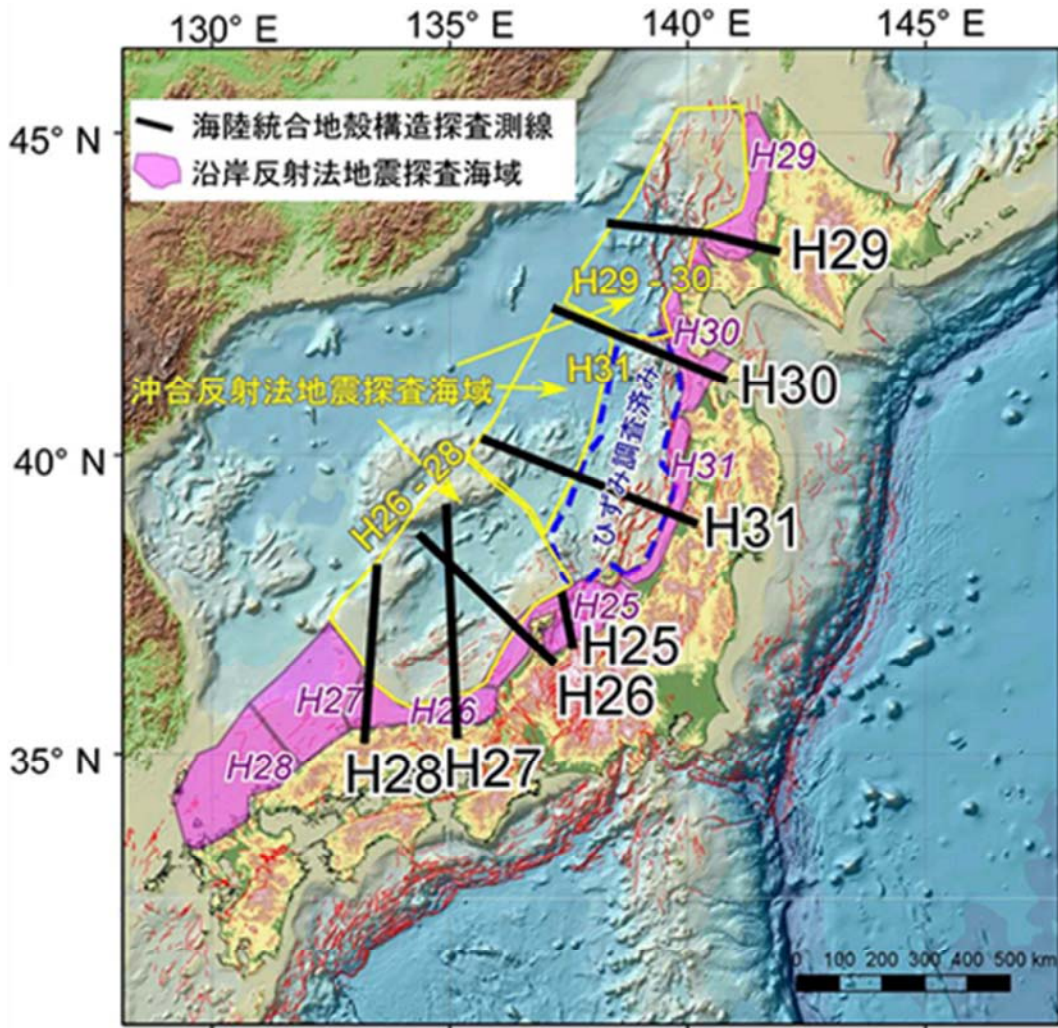 130° E
135° E
140° E
145° E
45° N
海陸統合地殻構造探査測線
沿岸反射法地震探査海域
H29
H29
H29 - 30
H30
H31
H30
沖合反射法地震探査海域
40° N
ひずみ調査済み
H31
H26 - 28
H31
H25
H25
H27
H26
H26
35° N
H28
H28
H27
0 100 200 300 400 500 km